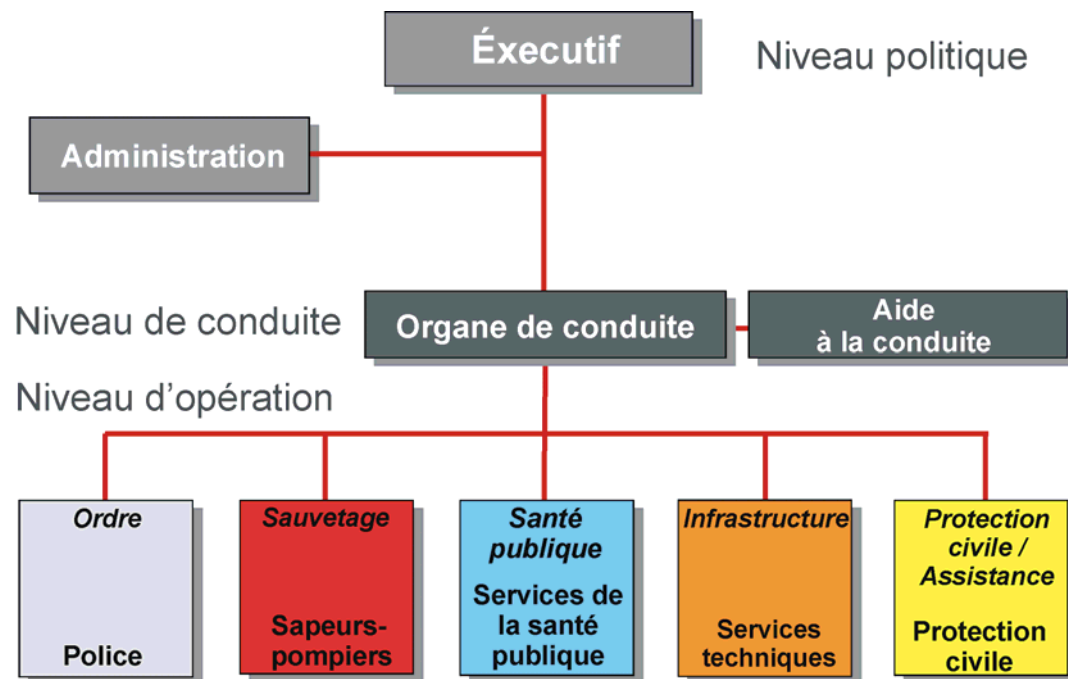 Éxecutif
Niveau politique
Administration
Niveau de conduite
Organe de conduite
Aide
à la conduite
Niveau d’opération
Ordre
Police
Sauvetage
Sapeurs-
pompiers
Santé
publique
Services de
la santé
publique
Infrastructure
Services
techniques
Protection
civile /
Assistance
Protection
civile